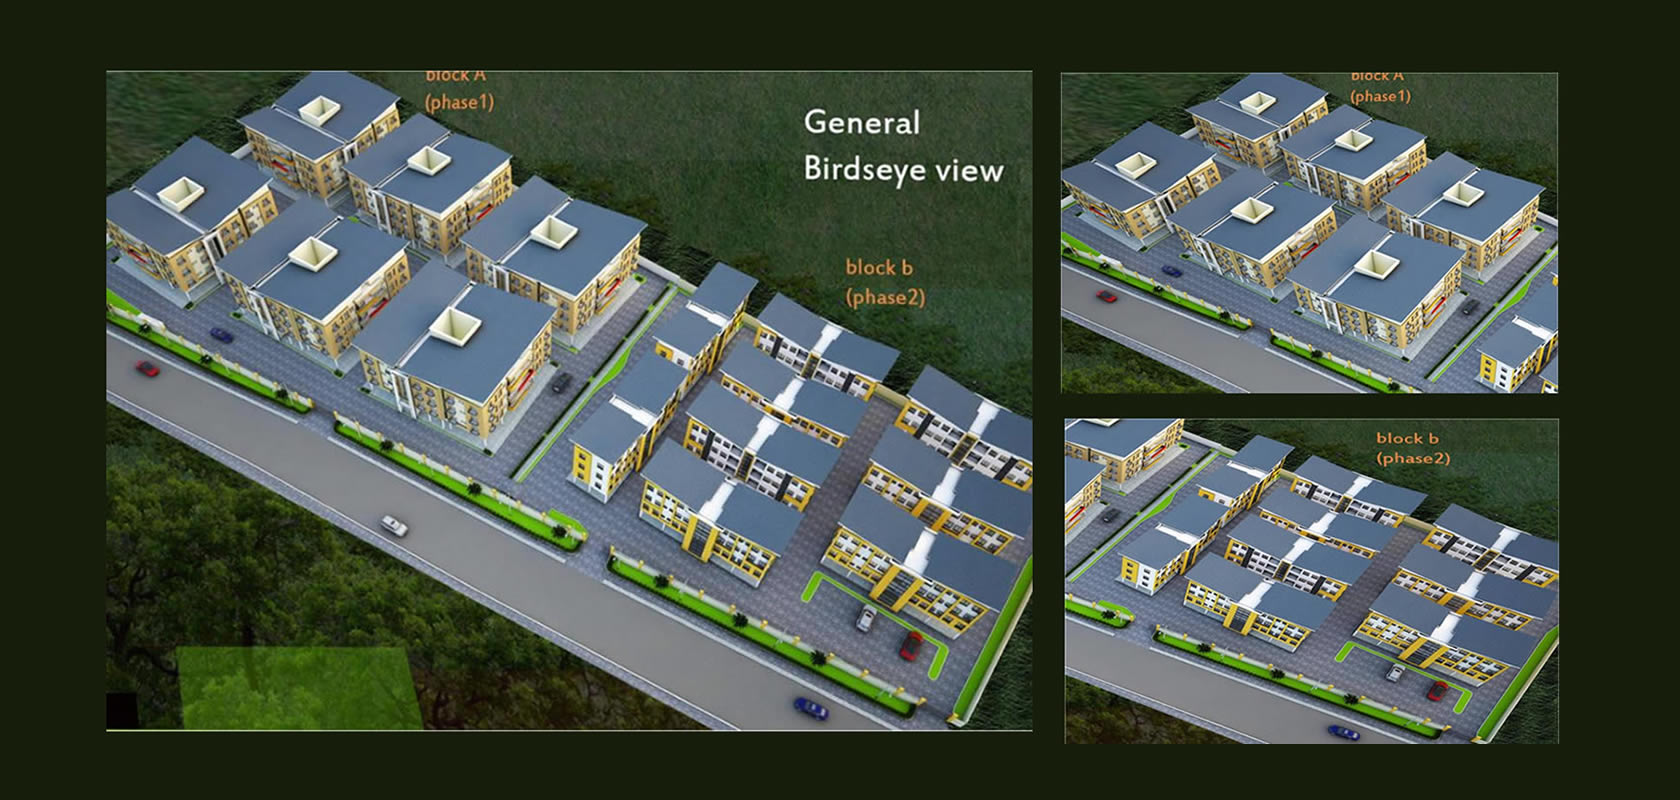 block A
(phase1)
General
Birdseye view
block b
(phase2)
block A
(phase1)
block b
(phase2)